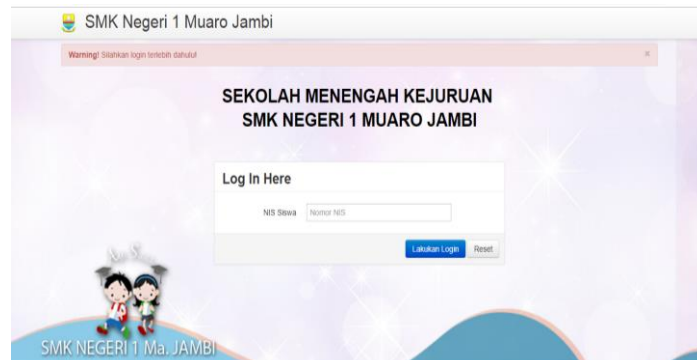 SMK Negeri 1 Muaro Jambi
Warning! Silahkan login terlebih dahulu! ×
SEKOLAH MENENGAH KEJURUAN
SMK NEGERI 1 MUARO JAMBI
Log In Here
NIS Siswa Nomor NIS
Lakukan Login Reset
SMK NEGERI 1 Ma. JAMBI